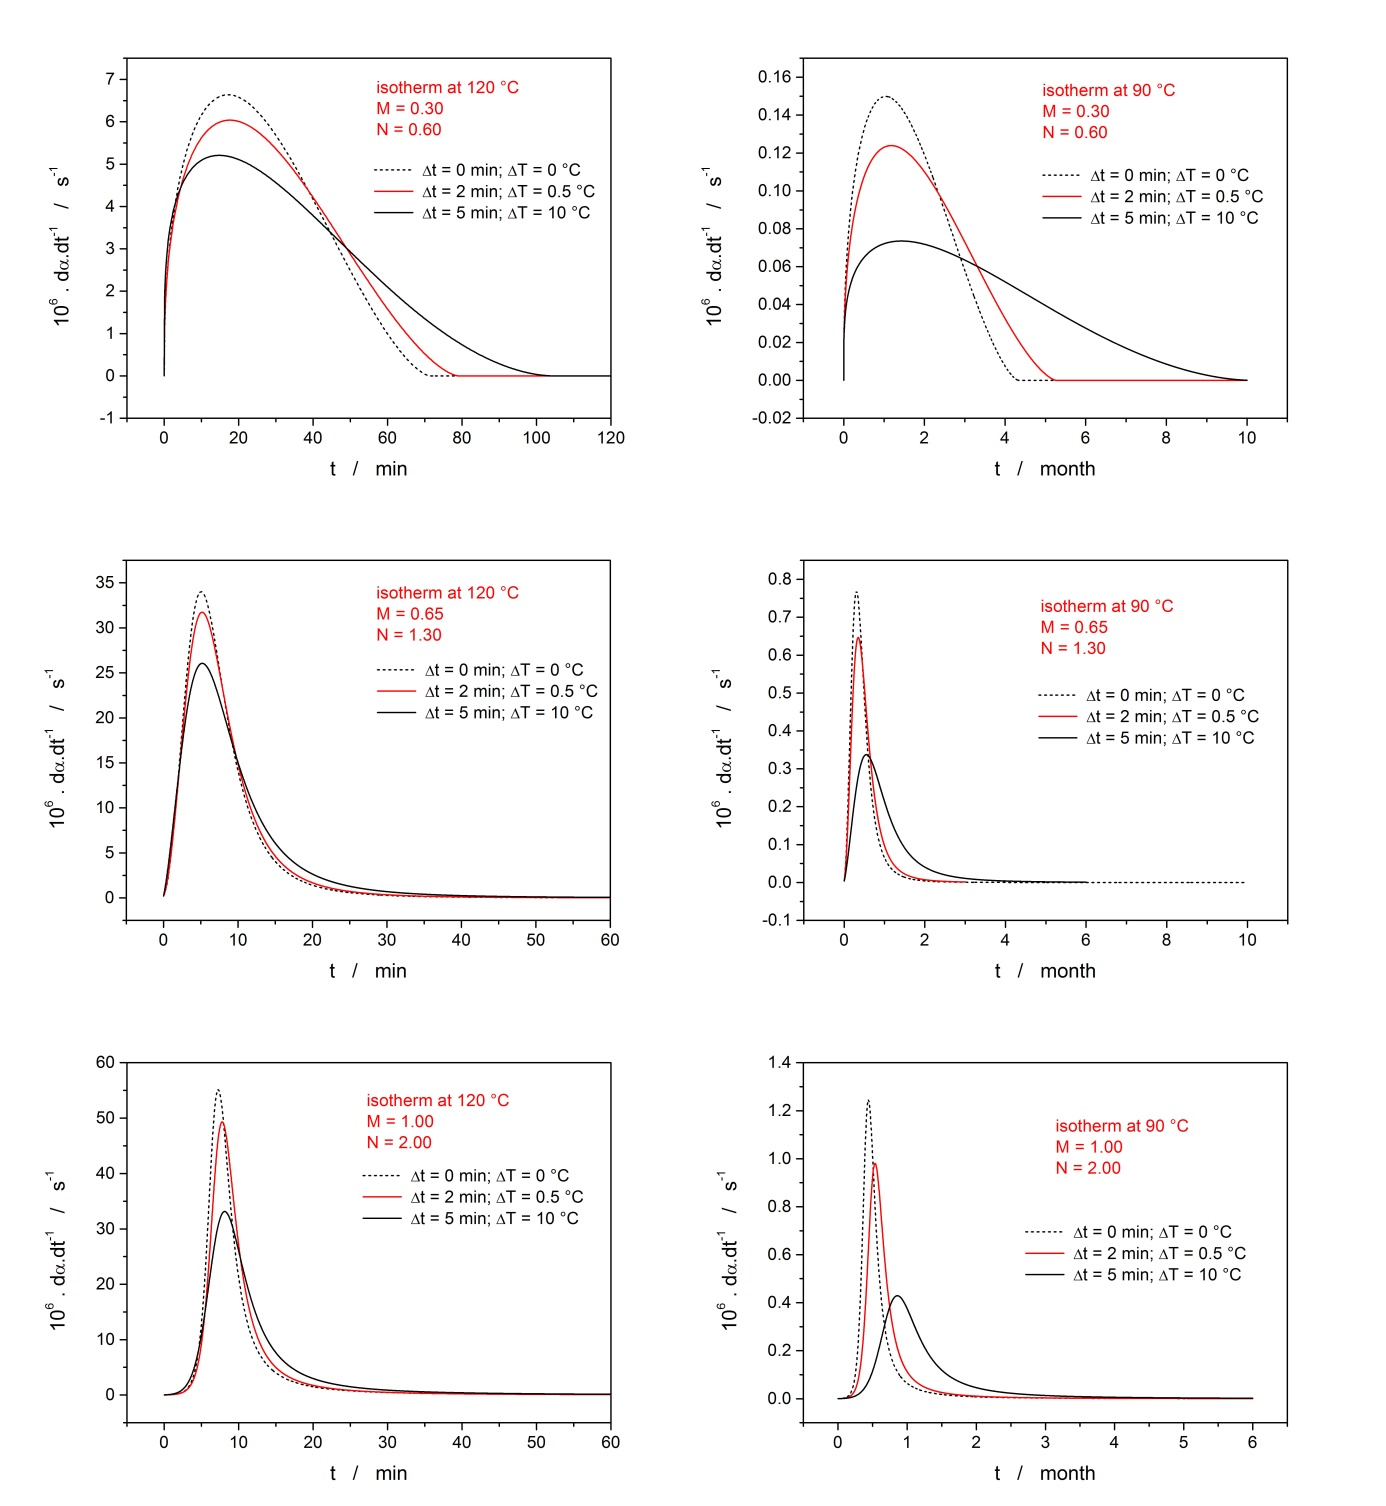 7
6
5
4
3
2
1
0
-1
0 20 40 60 80 100 120
t / min
10⁶ . dα.dt⁻¹ / s⁻¹
isotherm at 120 °C
M = 0.30
N = 0.60
Δt = 0 min; ΔT = 0 °C
Δt = 2 min; ΔT = 0.5 °C
Δt = 5 min; ΔT = 10 °C
0.16
0.14
0.12
0.10
0.08
0.06
0.04
0.02
0.00
-0.02
0 2 4 6 8 10
t / month
10⁶ . dα.dt⁻¹ / s⁻¹
isotherm at 90 °C
M = 0.30
N = 0.60
Δt = 0 min; ΔT = 0 °C
Δt = 2 min; ΔT = 0.5 °C
Δt = 5 min; ΔT = 10 °C
35
30
25
20
15
10
5
0
0 10 20 30 40 50 60
t / min
10⁶ . dα.dt⁻¹ / s⁻¹
isotherm at 120 °C
M = 0.65
N = 1.30
Δt = 0 min; ΔT = 0 °C
Δt = 2 min; ΔT = 0.5 °C
Δt = 5 min; ΔT = 10 °C
0.8
0.7
0.6
0.5
0.4
0.3
0.2
0.1
0.0
-0.1
0 2 4 6 8 10
t / month
10⁶ . dα.dt⁻¹ / s⁻¹
isotherm at 90 °C
M = 0.65
N = 1.30
Δt = 0 min; ΔT = 0 °C
Δt = 2 min; ΔT = 0.5 °C
Δt = 5 min; ΔT = 10 °C
60
50
40
30
20
10
0
0 10 20 30 40 50 60
t / min
10⁶ . dα.dt⁻¹ / s⁻¹
isotherm at 120 °C
M = 1.00
N = 2.00
Δt = 0 min; ΔT = 0 °C
Δt = 2 min; ΔT = 0.5 °C
Δt = 5 min; ΔT = 10 °C
1.4
1.2
1.0
0.8
0.6
0.4
0.2
0.0
0 1 2 3 4 5 6
t / month
10⁶ . dα.dt⁻¹ / s⁻¹
isotherm at 90 °C
M = 1.00
N = 2.00
Δt = 0 min; ΔT = 0 °C
Δt = 2 min; ΔT = 0.5 °C
Δt = 5 min; ΔT = 10 °C